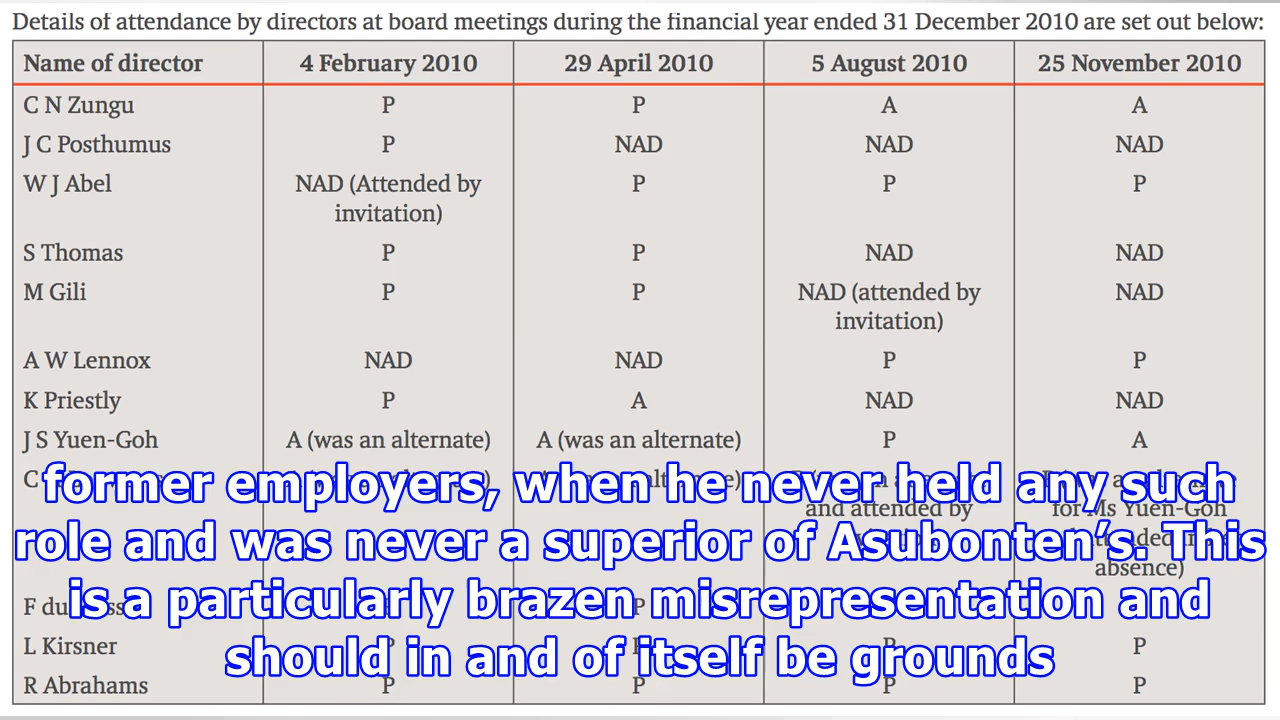 Details of attendance by directors at board meetings during the financial year ended 31 December 2010 are set out below:
Name of director 4 February 2010 29 April 2010 5 August 2010 25 November 2010
C N Zungu P P A A
J C Posthumus P NAD NAD NAD
W J Abel NAD (Attended by invitation) P P P
S Thomas P P NAD NAD
M Gili P P NAD (attended by invitation) NAD
A W Lennox NAD NAD P P
K Priestly P A NAD NAD
J S Yuen-Goh A (was an alternate) A (was an alternate) P A
and attended by for Ms Yuen-Goh
absence)
F du P
L Kirsner P P
R Abrahams P P P P
former employers, when he never held any such
role and was never a superior of Asubonten’s. This
is a particularly brazen misrepresentation and
should in and of itself be grounds